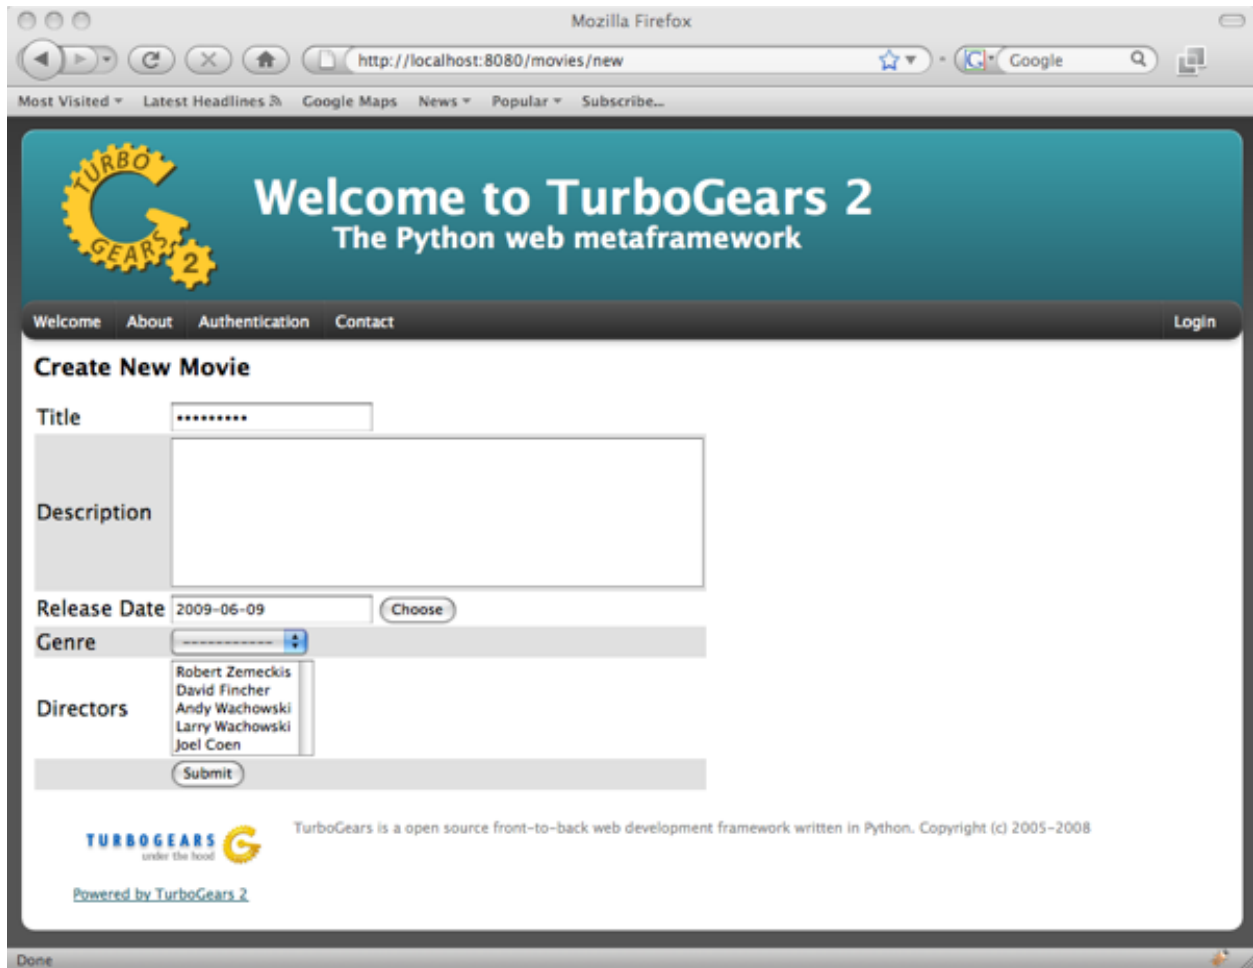 Mozilla Firefox
http://localhost:8080/movies/new
Google
Most Visited Latest Headlines Google Maps News Popular Subscribe...
TURBO
GEARS
2
Welcome to TurboGears 2
The Python web metaframework
Welcome About Authentication Contact Login
Create New Movie
Title •••••••••
Description
Release Date 2009-06-09 Choose
Genre -----------
Directors
Robert Zemeckis
David Fincher
Andy Wachowski
Larry Wachowski
Joel Coen
Submit
TURBOGEARS
under the hood
TurboGears is a open source front-to-back web development framework written in Python. Copyright (c) 2005-2008
Powered by TurboGears 2
Done